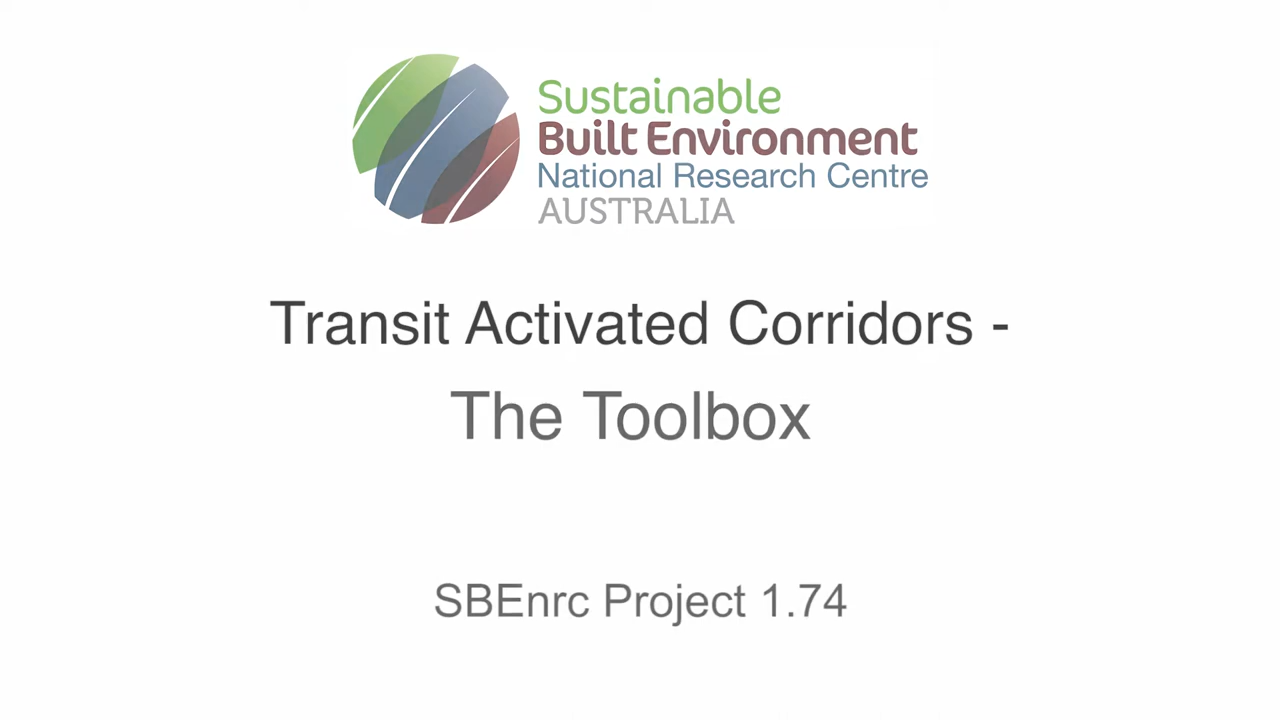 Sustainable
Built Environment
National Research Centre
AUSTRALIA
Transit Activated Corridors -
The Toolbox
SBEnrc Project 1.74